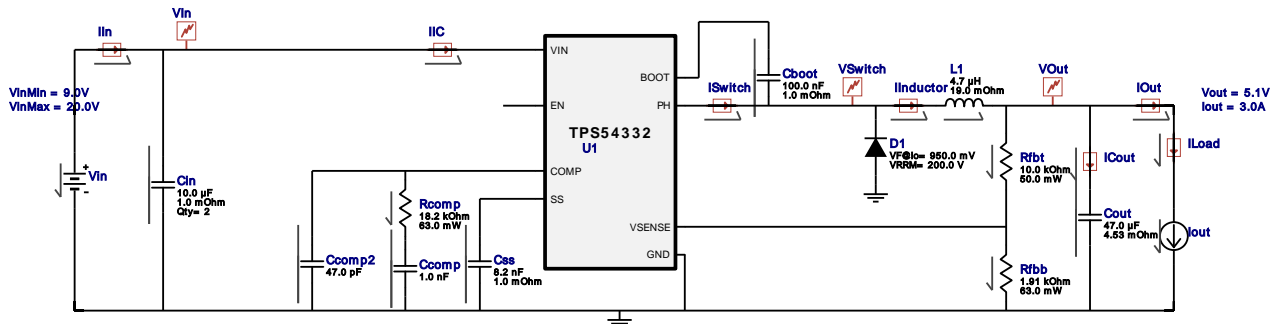 Vin
IIn
IIC
VIN
BOOT
ISwitch
Cboot
100.0 nF
1.0 mOhm
VSwitch
IInductor
L1
4.7 µH
19.0 mOhm
VOut
IOut
VinMin = 9.0V
VinMax = 20.0V
Vout = 5.1V
Iout = 3.0A
EN
PH
TPS54332
U1
D1
VF@Io= 950.0 mV
VRRM= 200.0 V
Rfbt
10.0 kOhm
50.0 mW
ICout
ILoad
+
Vin
-
Cin
10.0 µF
1.0 mOhm
Qty= 2
COMP
SS
Rcomp
18.2 kOhm
63.0 mW
VSENSE
GND
Cout
47.0 µF
4.53 mOhm
Iout
Ccomp2
47.0 pF
Ccomp
1.0 nF
Css
8.2 nF
1.0 mOhm
Rfbb
1.91 kOhm
63.0 mW